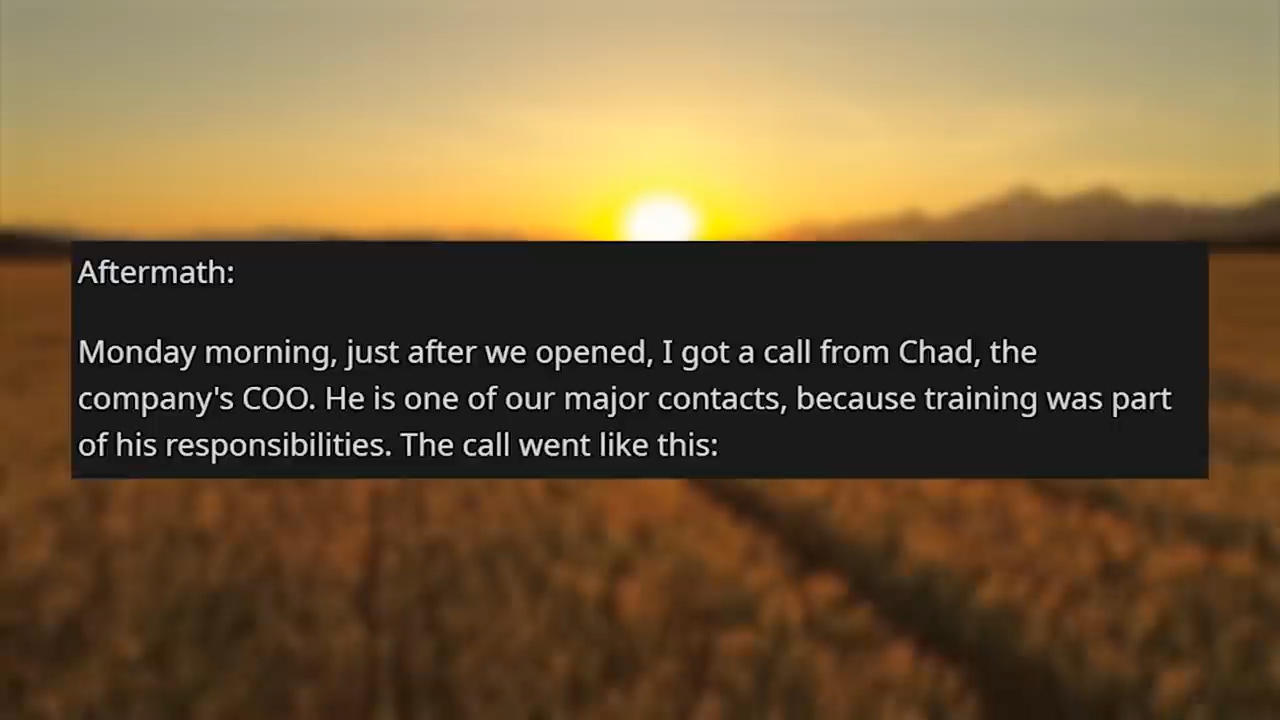 Aftermath:
Monday morning, just after we opened, I got a call from Chad, the
company's COO. He is one of our major contacts, because training was part
of his responsibilities. The call went like this: